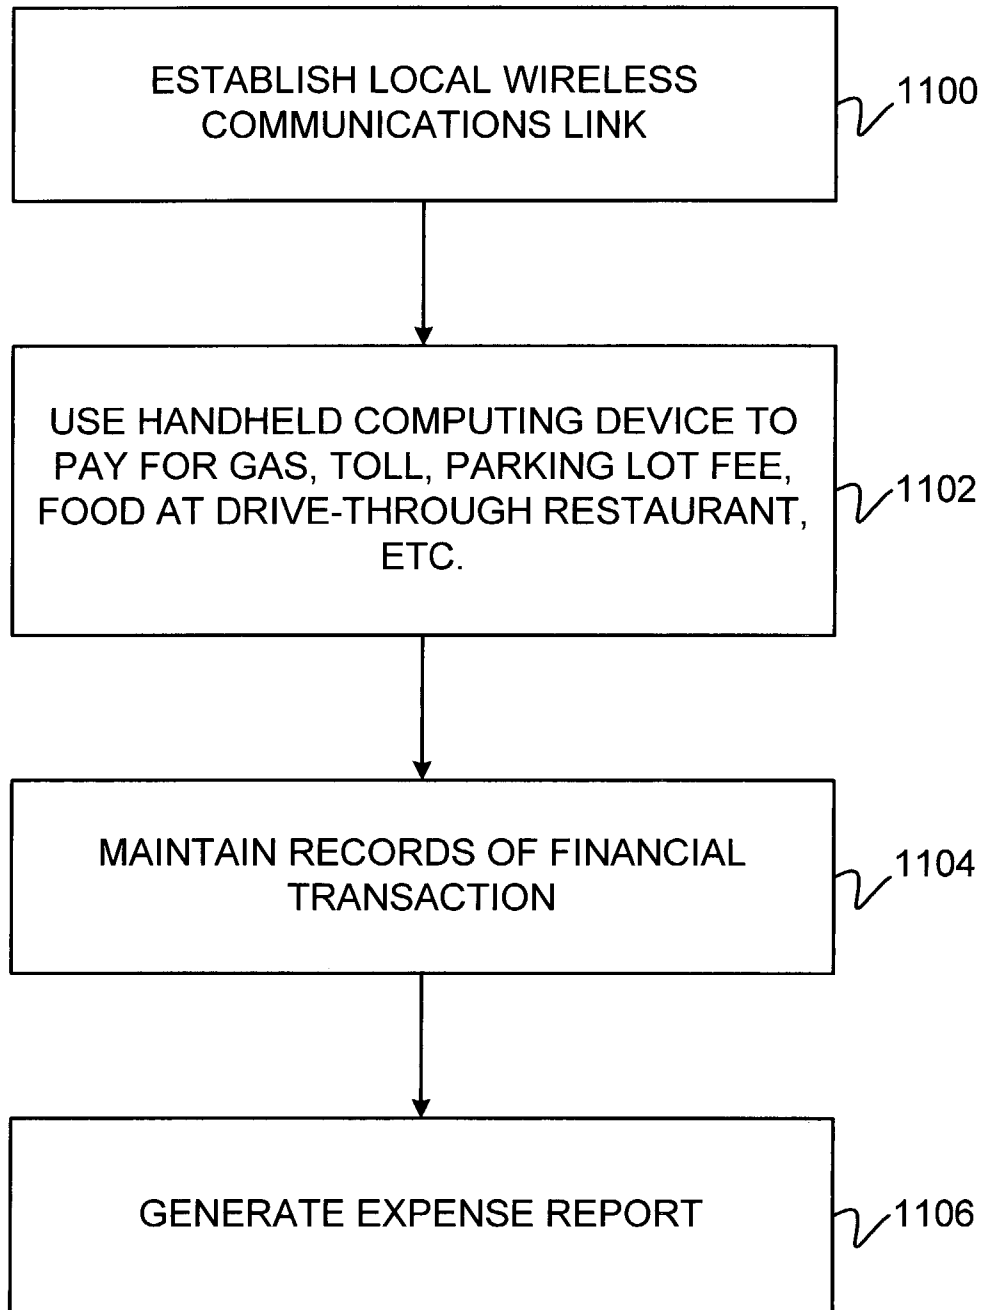 ESTABLISH LOCAL WIRELESS
COMMUNICATIONS LINK
1100
USE HANDHELD COMPUTING DEVICE TO
PAY FOR GAS, TOLL, PARKING LOT FEE,
FOOD AT DRIVE-THROUGH RESTAURANT,
ETC.
1102
MAINTAIN RECORDS OF FINANCIAL
TRANSACTION
1104
GENERATE EXPENSE REPORT
1106